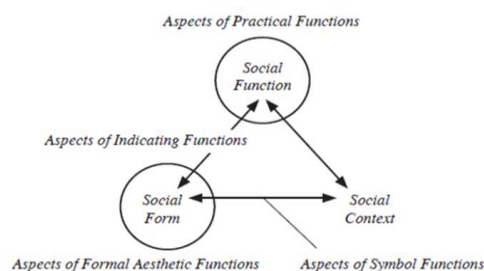 Aspects of Practical Functions
Social
Function
Aspects of Indicating Functions
Social
Form
Social
Context
Aspects of Formal Aesthetic Functions
Aspects of Symbol Functions